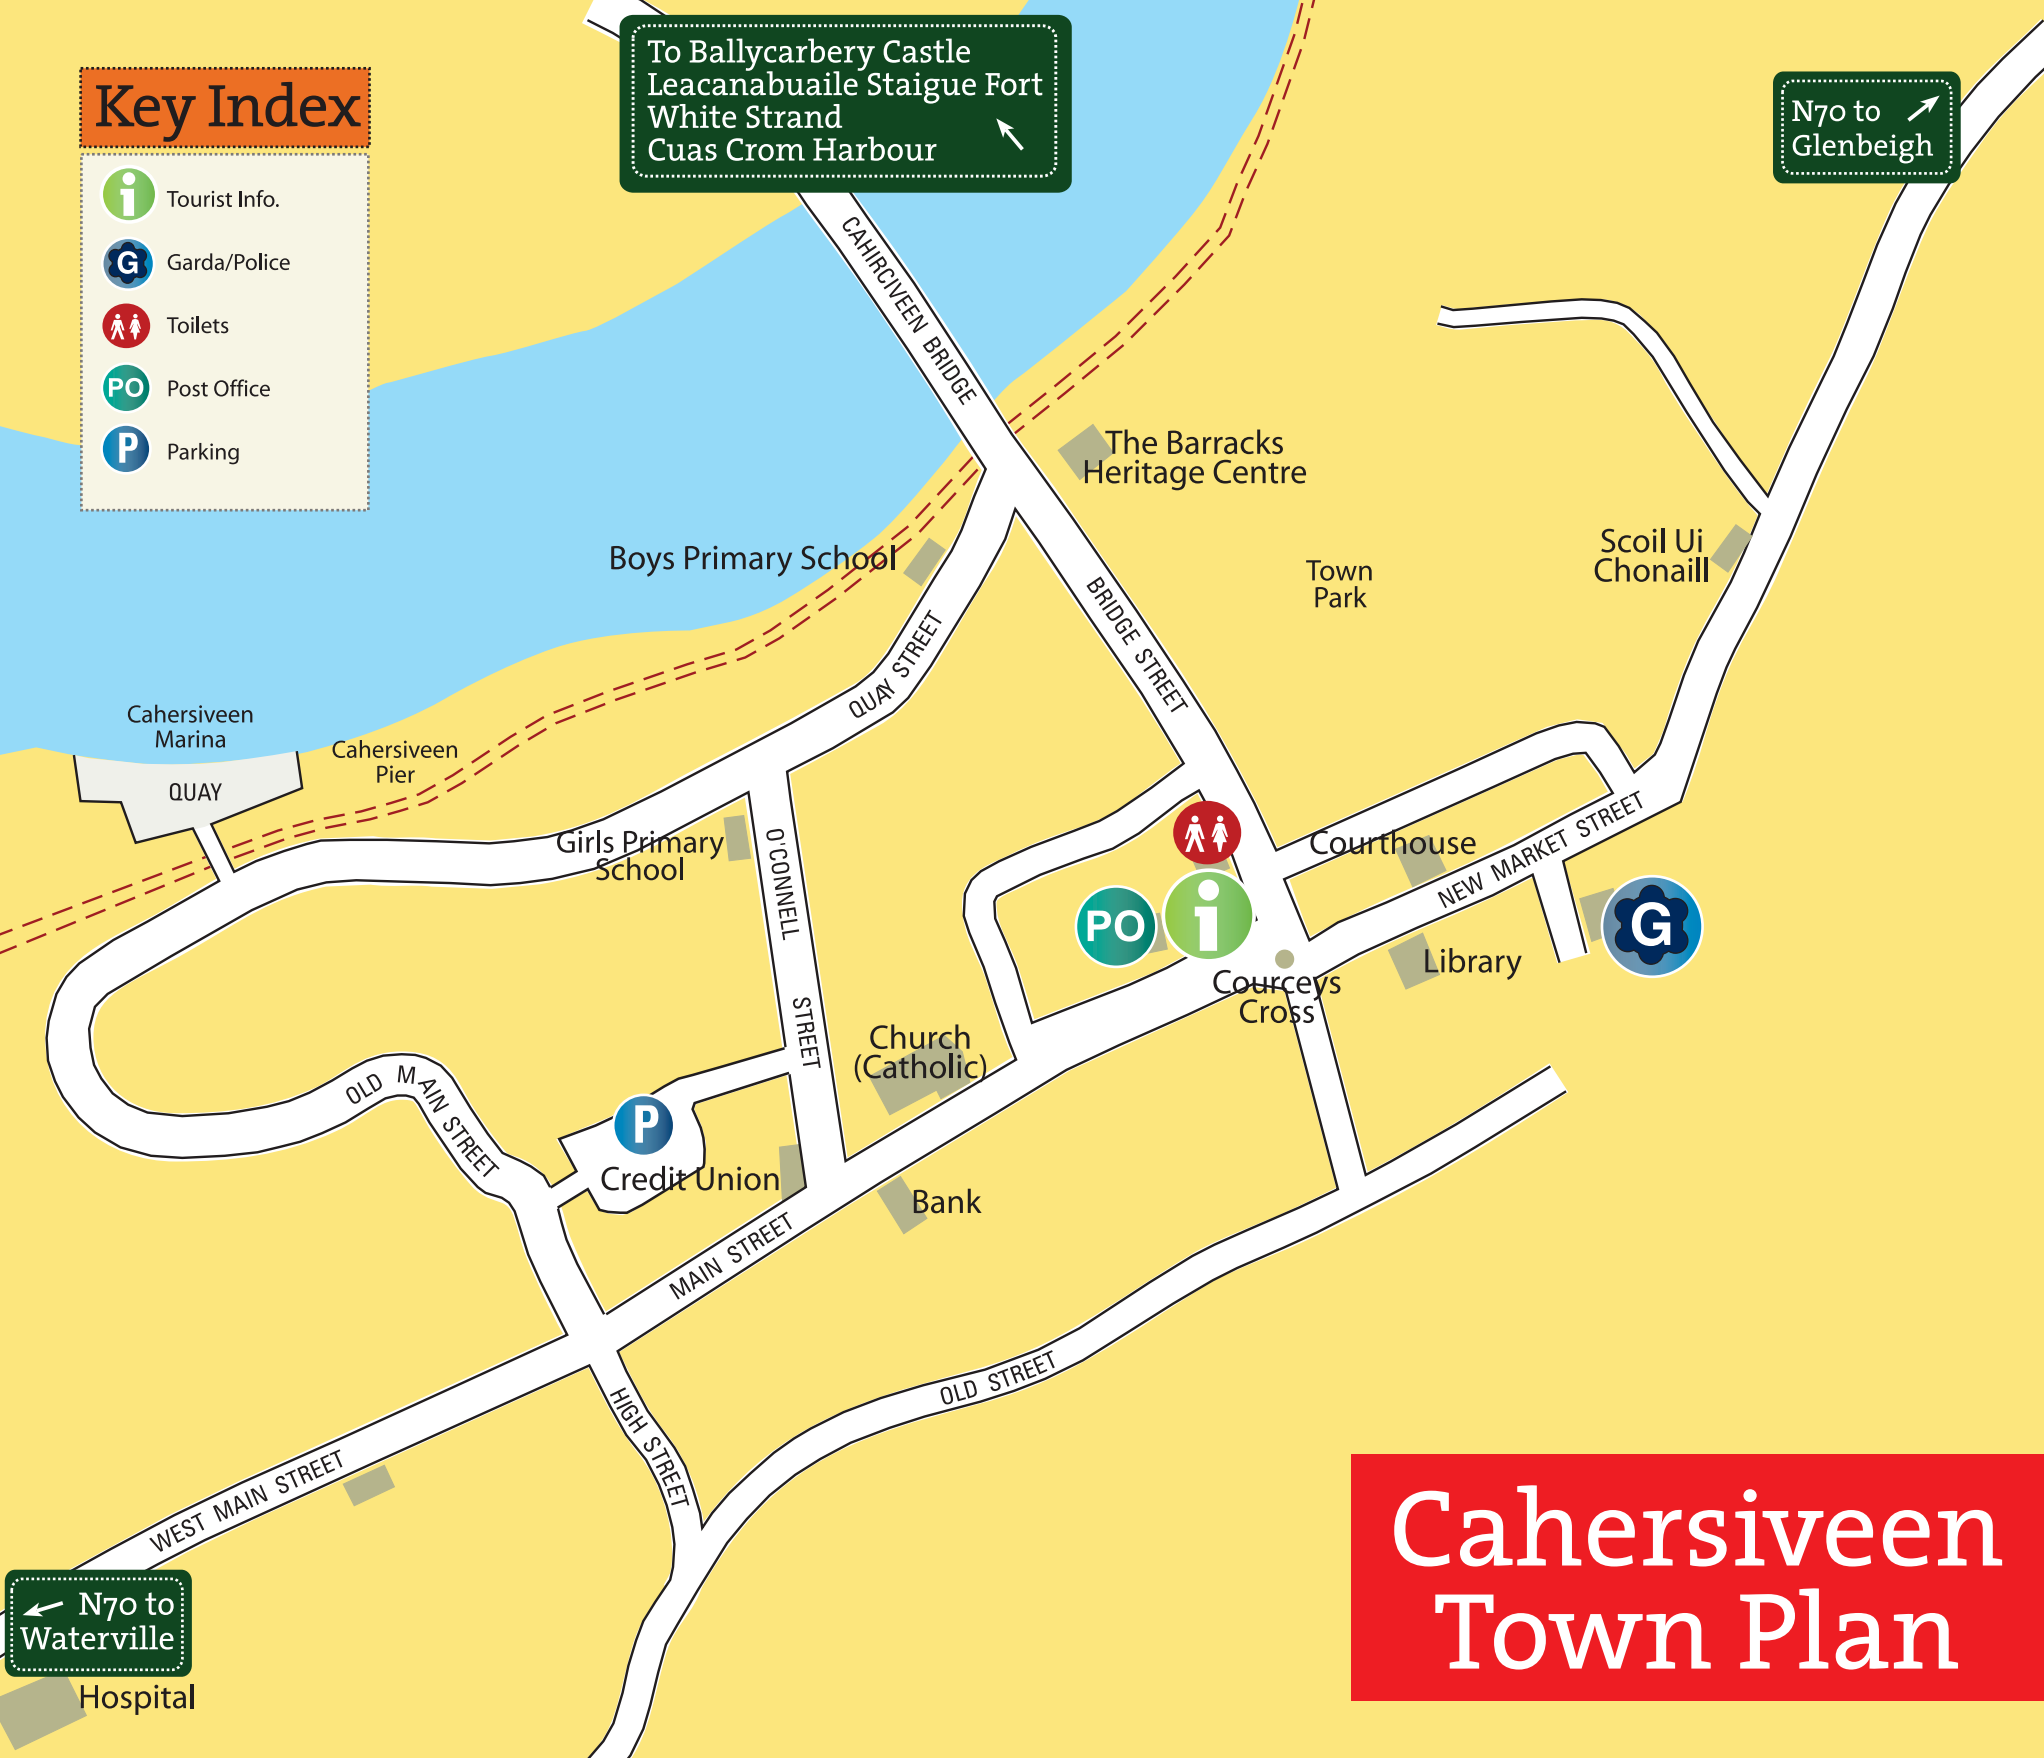 To Ballycarbery Castle
Leacanabuaile Staigue Fort
White Strand
Cuas Crom Harbour
N70 to
Glenbeigh
Key Index
Tourist Info.
G
Garda/Police
Toilets
PO
Post Office
P
Parking
CAHIRCIVEEN BRIDGE
The Barracks
Heritage Centre
Boys Primary School
Scoil Ui
Chonaill
Town
Park
BRIDGE STREET
QUAY STREET
Cahersiveen
Marina
Cahersiveen
Pier
QUAY
Girls Primary
School
O'CONNELL STREET
Courthouse
NEW MARKET STREET
PO
i
G
Library
Courceys
Cross
Church
(Catholic)
OLD MAIN STREET
P
Credit Union
Bank
MAIN STREET
OLD STREET
HIGH STREET
WEST MAIN STREET
N70 to
Waterville
Hospital
Cahersiveen
Town Plan